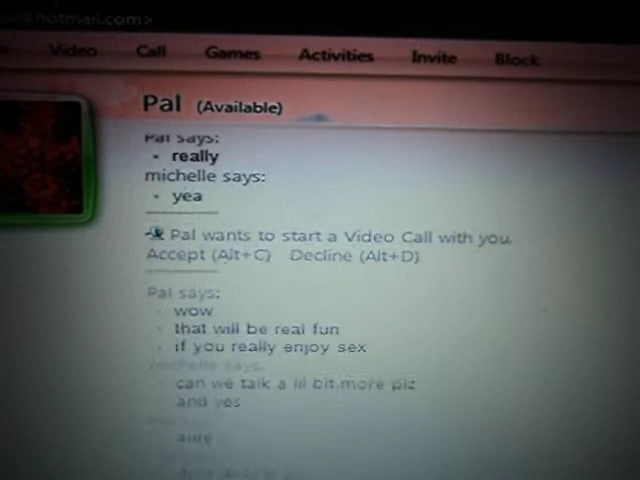 hotmail.com>
Video Call Games Activities Invite Block
Pal (Available)
Pal says:
• really
michelle says:
• yea
Pal wants to start a Video Call with you.
Accept (Alt+C) Decline (Alt+D)
Pal says:
• wow
• that will be real fun
• if you really enjoy sex
michelle says:
• can we talk a lil bit more plz
and yes